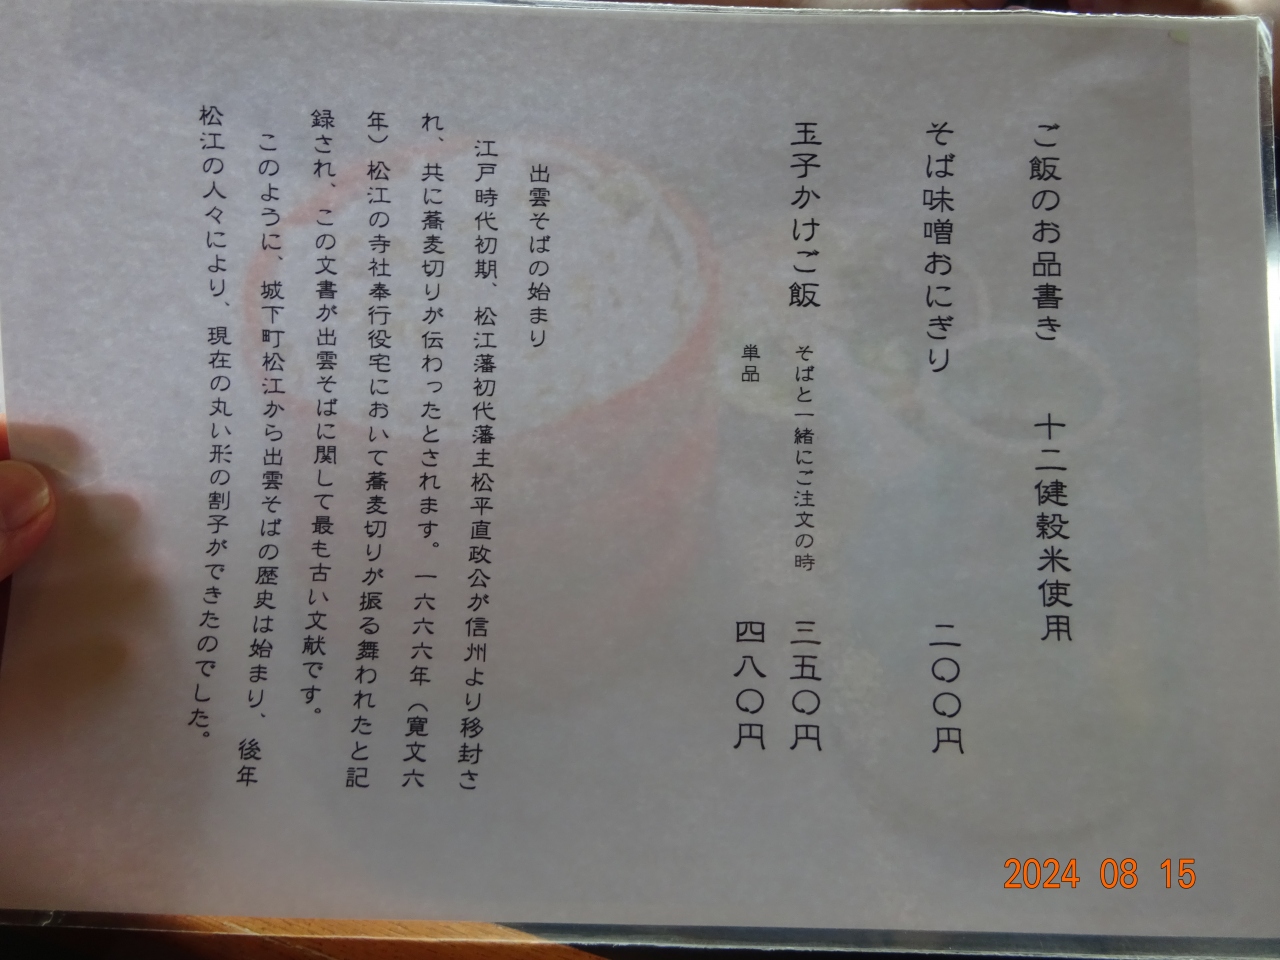 ご飯のお品書き　十二健穀米使用
そば味噌おにぎり　二〇〇円
玉子かけご飯　そばと一緒にご注文の時　三五〇円
単品　四八〇円
出雲そばの始まり
江戸時代初期、松江藩初代藩主松平直政公が信州より移封さ
れ、共に蕎麦切りが伝わったとされます。一六六六年（寛文六
年）松江の寺社奉行役宅において蕎麦切りが振る舞われたと記
録され、この文書が出雲そばに関して最も古い文献です。
このように、城下町松江から出雲そばの歴史は始まり、後年
松江の人々により、現在の丸い形の割子ができたのでした。
2024 08 15